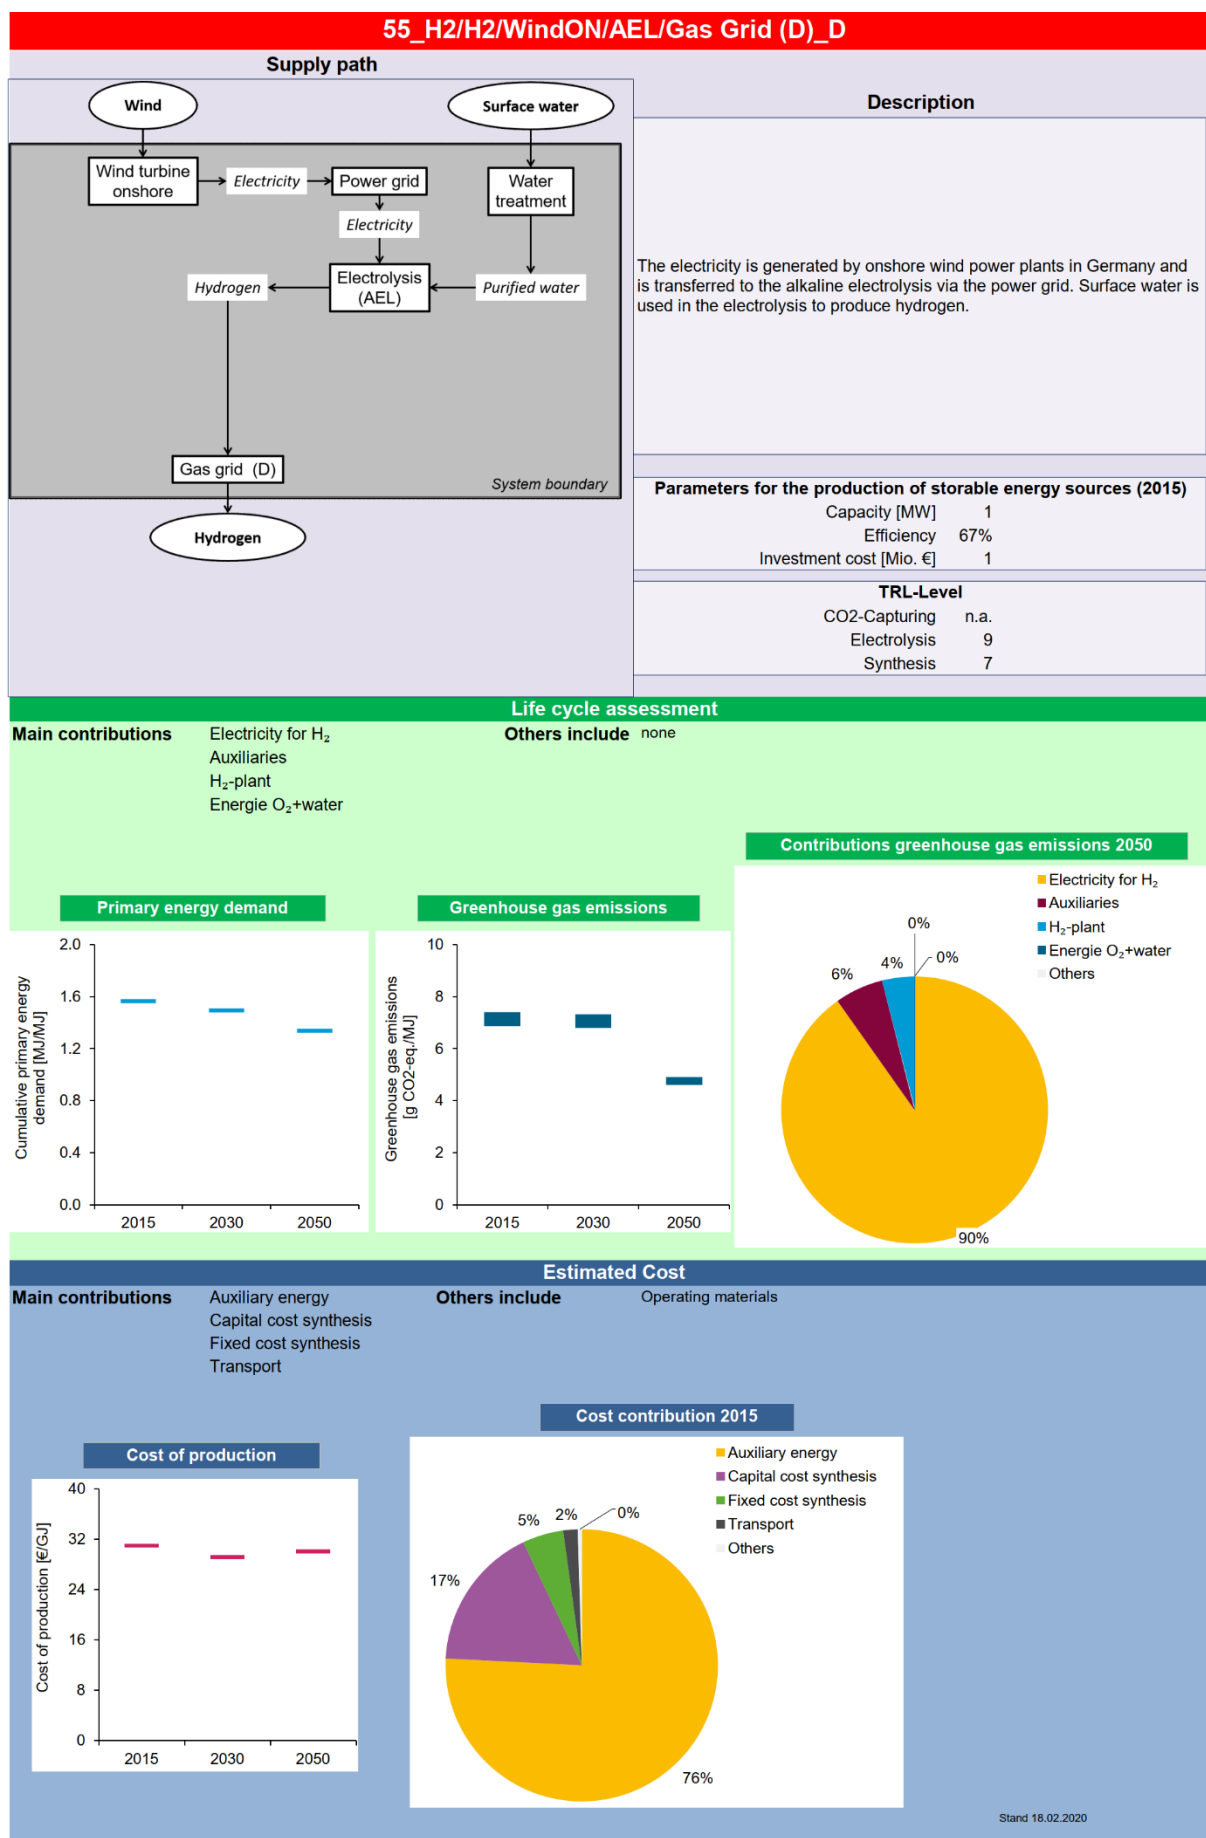 55_H2/H2/WindON/AEL/Gas Grid (D)_D
Supply path
Wind
Surface water
Wind turbine
onshore
Electricity
Power grid
Water
treatment
Electricity
Hydrogen
Electrolysis
(AEL)
Purified water
Gas grid (D)
System boundary
Hydrogen
Description
The electricity is generated by onshore wind power plants in Germany and
is transferred to the alkaline electrolysis via the power grid. Surface water is
used in the electrolysis to produce hydrogen.
Parameters for the production of storable energy sources (2015)
Capacity [MW] 1
Efficiency 67%
Investment cost [Mio. €] 1
TRL-Level
CO2-Capturing n.a.
Electrolysis 9
Synthesis 7
Life cycle assessment
Main contributions
Electricity for H₂
Auxiliaries
H₂-plant
Energie O₂+water
Others include none
Primary energy demand
Cumulative primary energy
demand [MJ/MJ]
2.0
1.6
1.2
0.8
0.4
0.0
2015 2030 2050
Greenhouse gas emissions
Greenhouse gas emissions
[g CO2-eq./MJ]
10
8
6
4
2
0
2015 2030 2050
Contributions greenhouse gas emissions 2050
Electricity for H₂
Auxiliaries
H₂-plant
Energie O₂+water
Others
0%
0%
4%
6%
90%
Estimated Cost
Main contributions
Auxiliary energy
Capital cost synthesis
Fixed cost synthesis
Transport
Others include Operating materials
Cost of production
Cost of production [€/GJ]
40
32
24
16
8
0
2015 2030 2050
Cost contribution 2015
Auxiliary energy
Capital cost synthesis
Fixed cost synthesis
Transport
Others
0%
2%
5%
17%
76%
Stand 18.02.2020